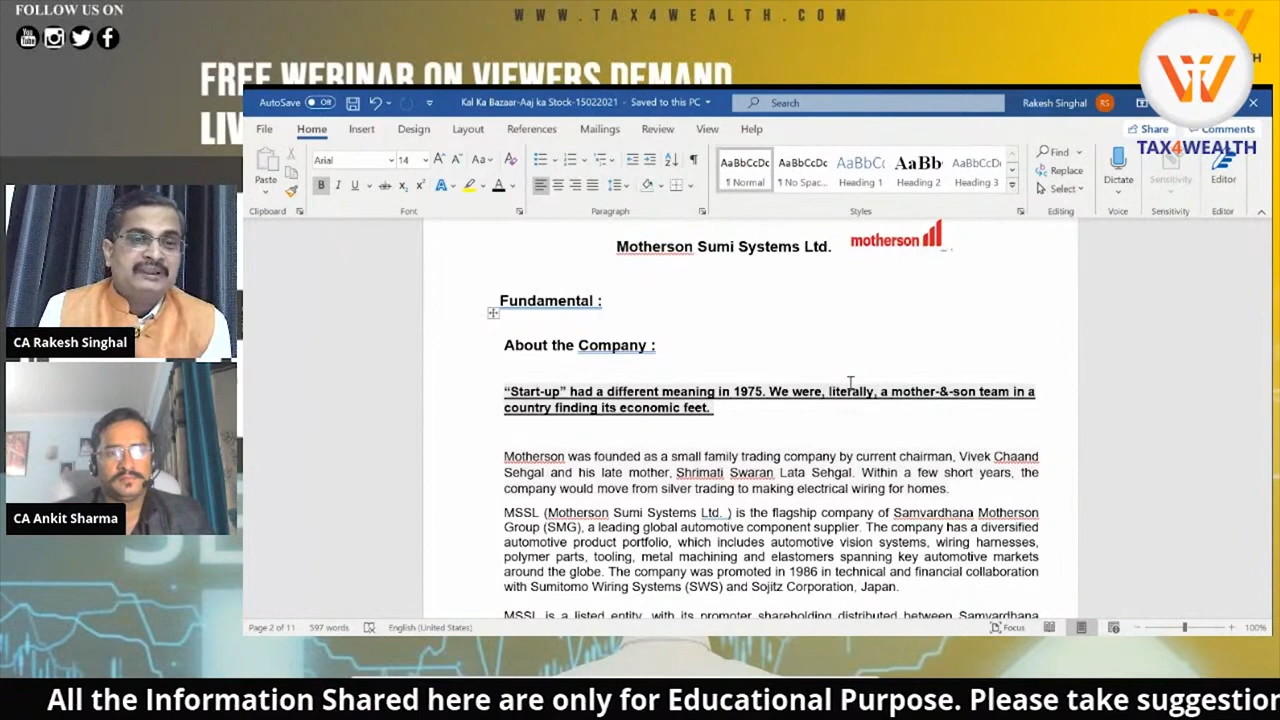 FOLLOW US ON
WWW.TAX4WEALTH.COM
FREE WEBINAR ON VIEWERS DEMAND
TAX4WEALTH
AutoSave Off
Kal Ka Bazaar-Aaj ka Stock-15022021 - Saved to this PC
Search
Rakesh Singhal RS
File Home Insert Design Layout References Mailings Review View Help
Share Comments
Arial 14
Paste
AaBbCcDc AaBbCcDc AaBbCc AaBb AaBbCcD
Normal No Spac... Heading 1 Heading 2 Heading 3
Find
Replace
Select
Dictate Sensitivity Editor
Clipboard Font Paragraph Styles Editing Voice Sensitivity Editor
Motherson Sumi Systems Ltd.
motherson
Fundamental :
About the Company :
“Start-up” had a different meaning in 1975. We were, literally, a mother-&-son team in a
country finding its economic feet.
Motherson was founded as a small family trading company by current chairman, Vivek Chaand
Sehgal and his late mother, Shrimati Swaran Lata Sehgal. Within a few short years, the
company would move from silver trading to making electrical wiring for homes.
MSSL (Motherson Sumi Systems Ltd. ) is the flagship company of Samvardhana Motherson
Group (SMG), a leading global automotive component supplier. The company has a diversified
automotive product portfolio, which includes automotive vision systems, wiring harnesses,
polymer parts, tooling, metal machining and elastomers spanning key automotive markets
around the globe. The company was promoted in 1986 in technical and financial collaboration
with Sumitomo Wiring Systems (SWS) and Sojitz Corporation, Japan.
MSSL is a listed entity, with its promoter shareholding distributed between Samvardhana
Page 2 of 11 597 words English (United States) Focus 100%
CA Rakesh Singhal
CA Ankit Sharma
All the Information Shared here are only for Educational Purpose. Please take suggestion